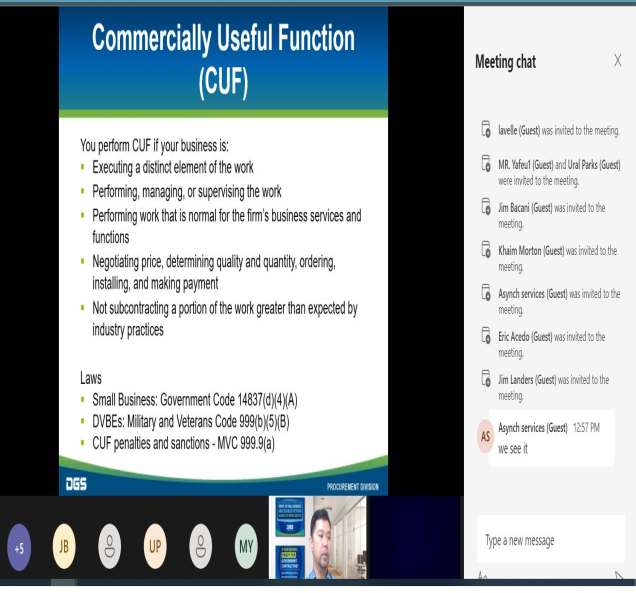 Commercially Useful Function
(CUF)
You perform CUF if your business is:
Executing a distinct element of the work
Performing, managing, or supervising the work
Performing work that is normal for the firm's business services and
functions
Negotiating price, determining quality and quantity, ordering,
installing, and making payment
Not subcontracting a portion of the work greater than expected by
industry practices
Laws
Small Business: Government Code 14837(d)(4)(A)
DVBEs: Military and Veterans Code 999(b)(5)(B)
CUF penalties and sanctions - MVC 999.9(a)
DGS
PROCUREMENT DIVISION
+5
JB
UP
MY
Meeting chat
lavelle (Guest) was invited to the meeting.
MR. Yafeu1 (Guest) and Ural Parks (Guest)
were invited to the meeting.
Jim Bacani (Guest) was invited to the
meeting.
Khaim Morton (Guest) was invited to the
meeting.
Asynch services (Guest) was invited to the
meeting.
Eric Acedo (Guest) was invited to the
meeting.
Jim Landers (Guest) was invited to the
meeting.
AS
Asynch services (Guest) 12:57 PM
we see it
Type a new message